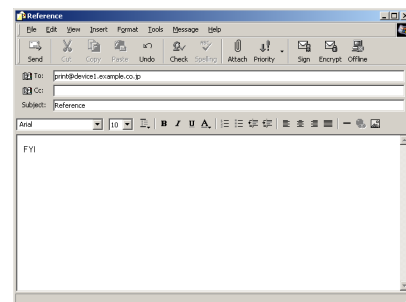 Reference
File Edit View Insert Format Tools Message Help
Send Cut Copy Paste Undo Check Spelling Attach Priority Sign Encrypt Offline
To: print@device1.example.co.jp
Cc:
Subject: Reference
Arial 10 B I U A
FYI